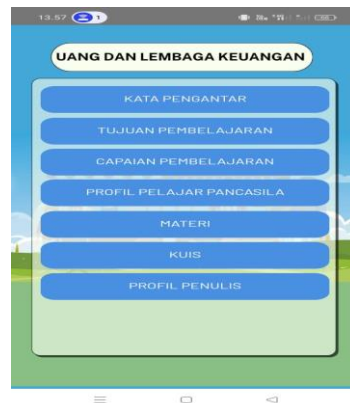 13.57
1
UANG DAN LEMBAGA KEUANGAN
KATA PENGANTAR
TUJUAN PEMBELAJARAN
CAPAIAN PEMBELAJARAN
PROFIL PELAJAR PANCASILA
MATERI
KUIS
PROFIL PENULIS